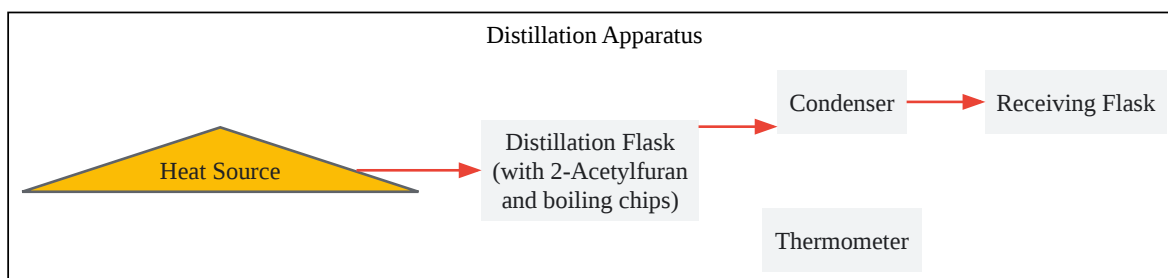 Distillation Apparatus
Heat Source
Distillation Flask
(with 2-Acetylfuran
and boiling chips)
Condenser
Receiving Flask
Thermometer